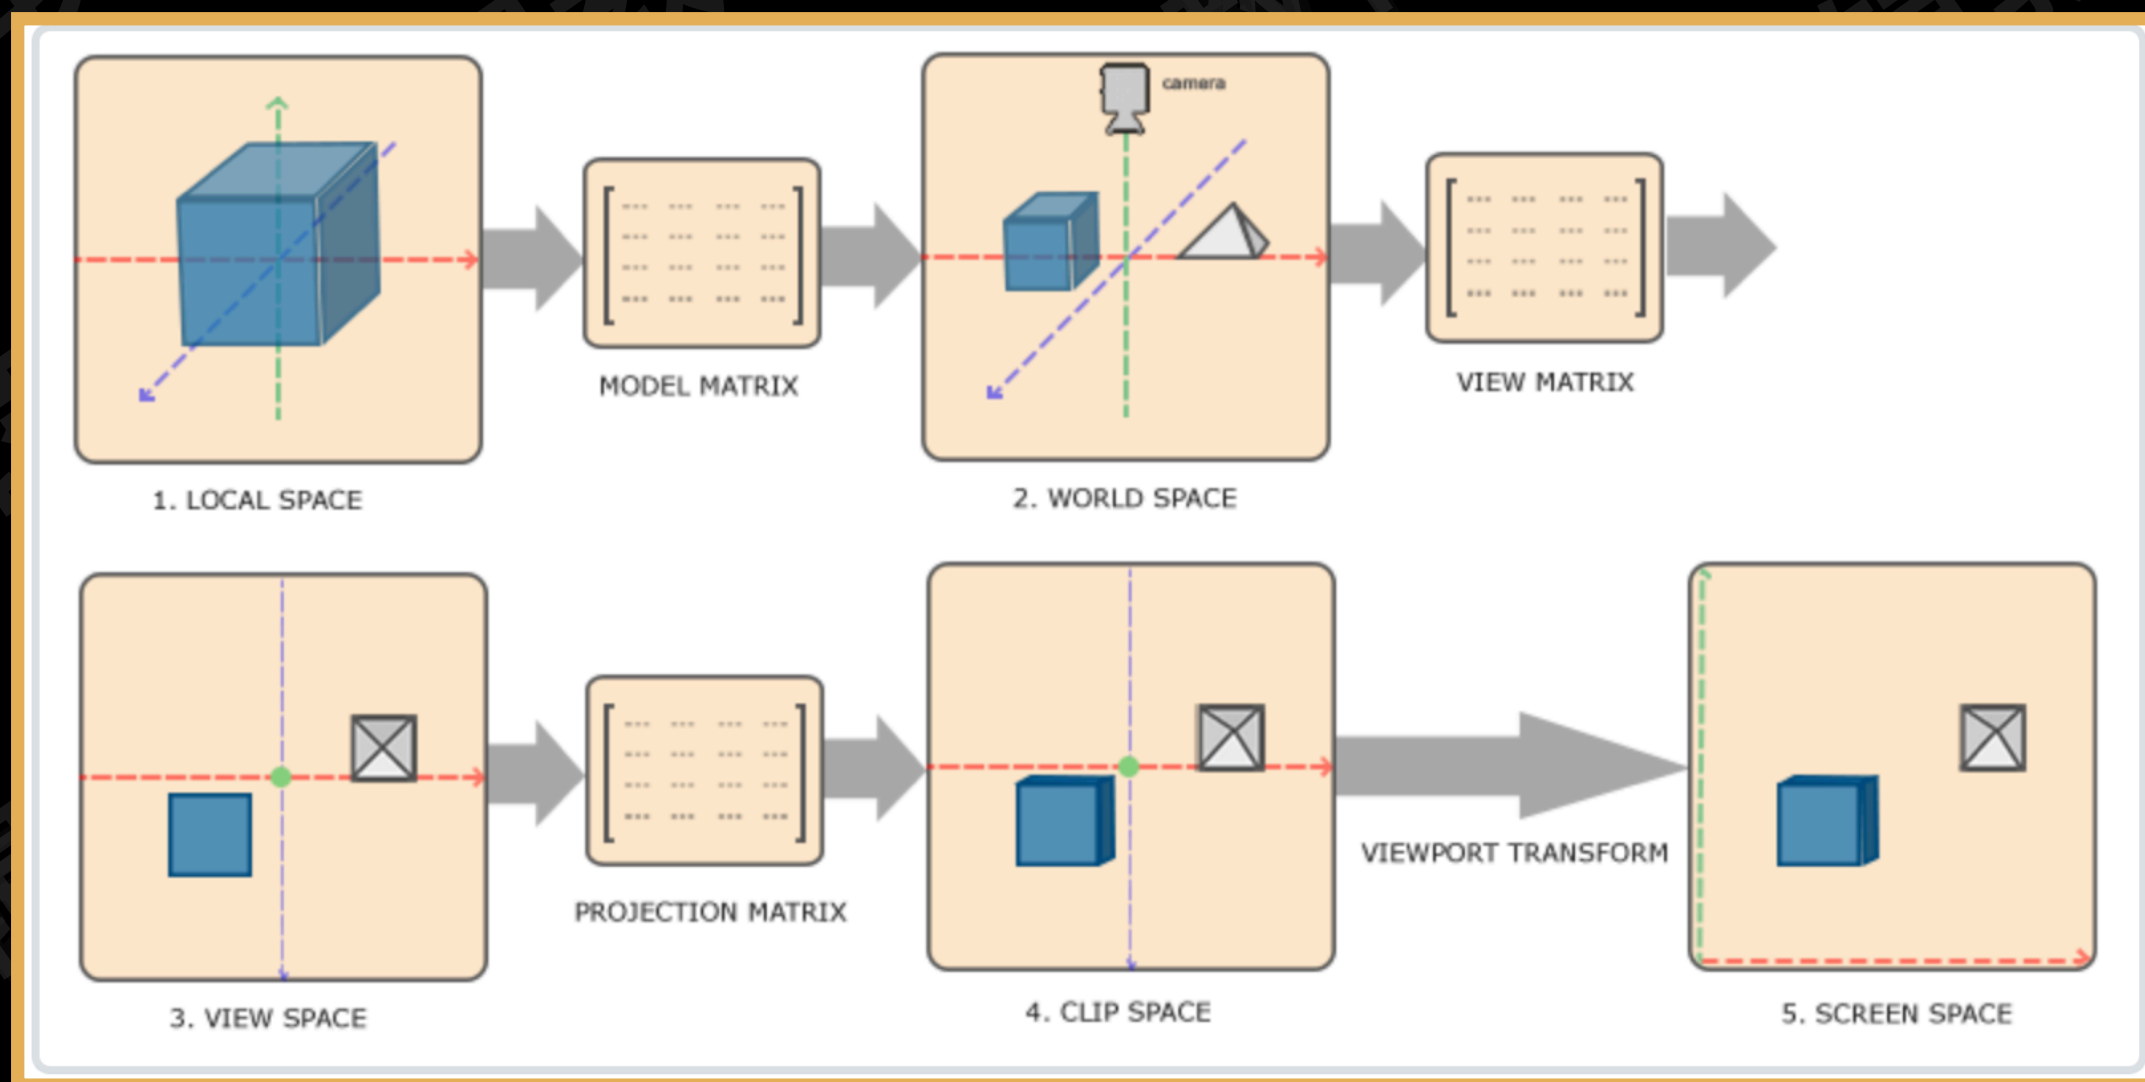 camera
MODEL MATRIX
VIEW MATRIX
1. LOCAL SPACE
2. WORLD SPACE
PROJECTION MATRIX
VIEWPORT TRANSFORM
3. VIEW SPACE
4. CLIP SPACE
5. SCREEN SPACE